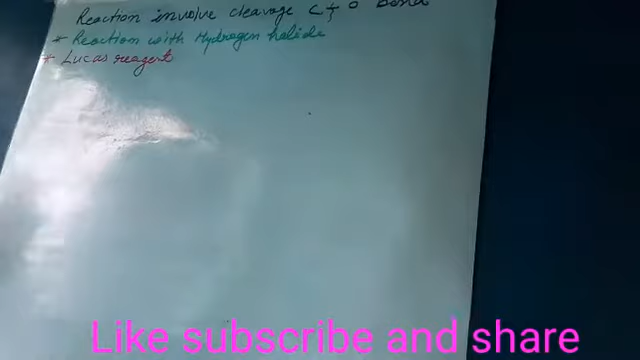 Reaction involve cleavage C O Bond
* Reaction with Hydrogen halide
* Lucas reagent
Like subscribe and share